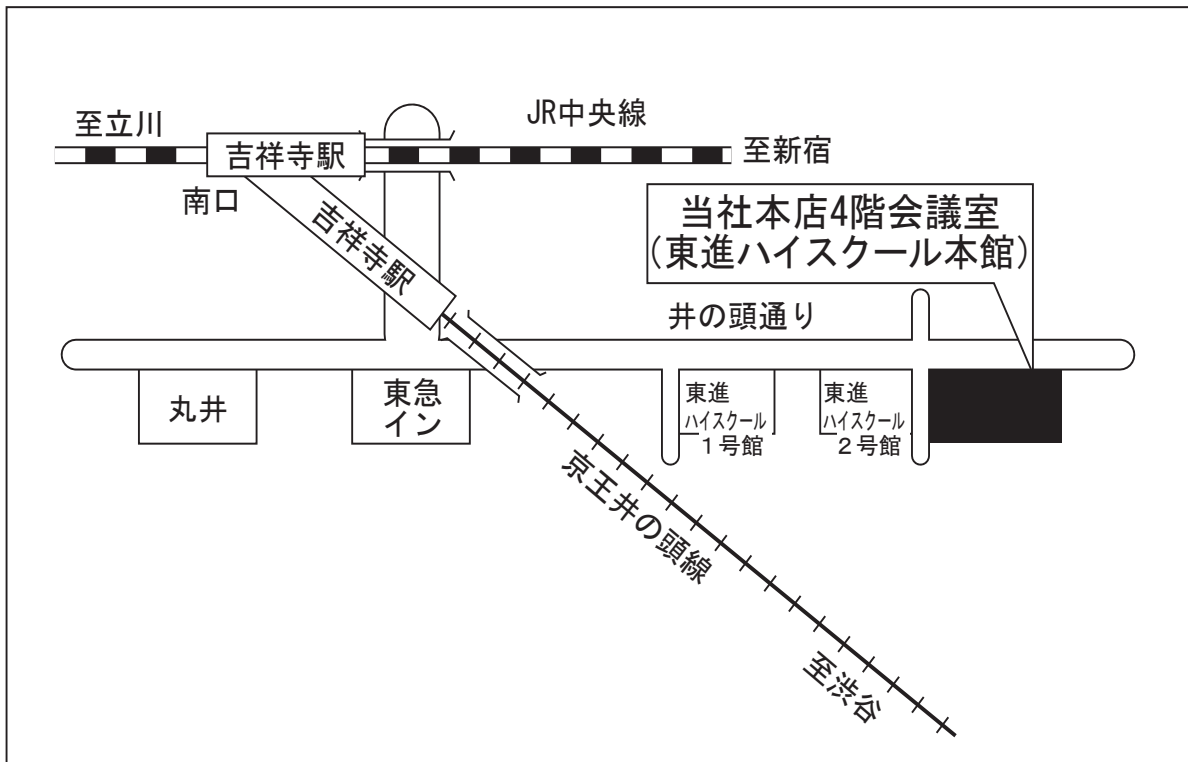 JR中央線
至立川
吉祥寺駅
至新宿
南口
吉祥寺駅
当社本店4階会議室
(東進ハイスクール本館)
井の頭通り
丸井
東急
イン
東進
ハイスクール
1号館
東進
ハイスクール
2号館
京王井の頭線
至渋谷